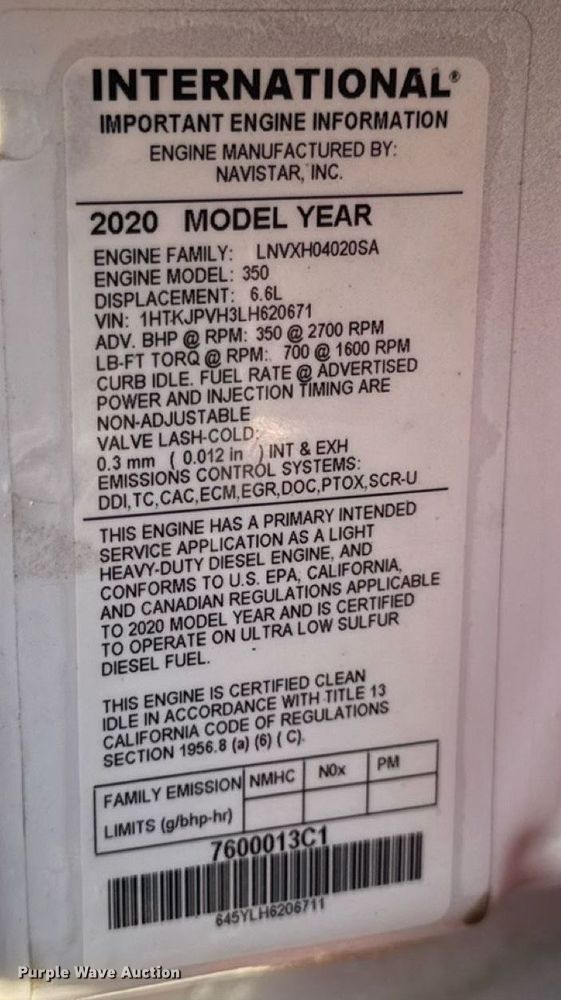 INTERNATIONAL®
IMPORTANT ENGINE INFORMATION
ENGINE MANUFACTURED BY:
NAVISTAR, INC.
2020 MODEL YEAR
ENGINE FAMILY: LNVXH04020SA
ENGINE MODEL: 350
DISPLACEMENT: 6.6L
VIN: 1HTKJPVH3LH620671
ADV. BHP @ RPM: 350 @ 2700 RPM
LB-FT TORQ @ RPM: 700 @ 1600 RPM
CURB IDLE. FUEL RATE @ ADVERTISED
POWER AND INJECTION TIMING ARE
NON-ADJUSTABLE
VALVE LASH-COLD:
0.3 mm ( 0.012 in ) INT & EXH
EMISSIONS CONTROL SYSTEMS:
DDI,TC,CAC,ECM,EGR,DOC,PTOX,SCR-U
THIS ENGINE HAS A PRIMARY INTENDED
SERVICE APPLICATION AS A LIGHT
HEAVY-DUTY DIESEL ENGINE, AND
CONFORMS TO U.S. EPA, CALIFORNIA,
AND CANADIAN REGULATIONS APPLICABLE
TO 2020 MODEL YEAR AND IS CERTIFIED
TO OPERATE ON ULTRA LOW SULFUR
DIESEL FUEL.
THIS ENGINE IS CERTIFIED CLEAN
IDLE IN ACCORDANCE WITH TITLE 13
CALIFORNIA CODE OF REGULATIONS
SECTION 1956.8 (a) (6) ( C).
FAMILY EMISSION NMHC N0x PM
LIMITS (g/bhp-hr)
7600013C1
645YLH6206711
Purple Wave Auction